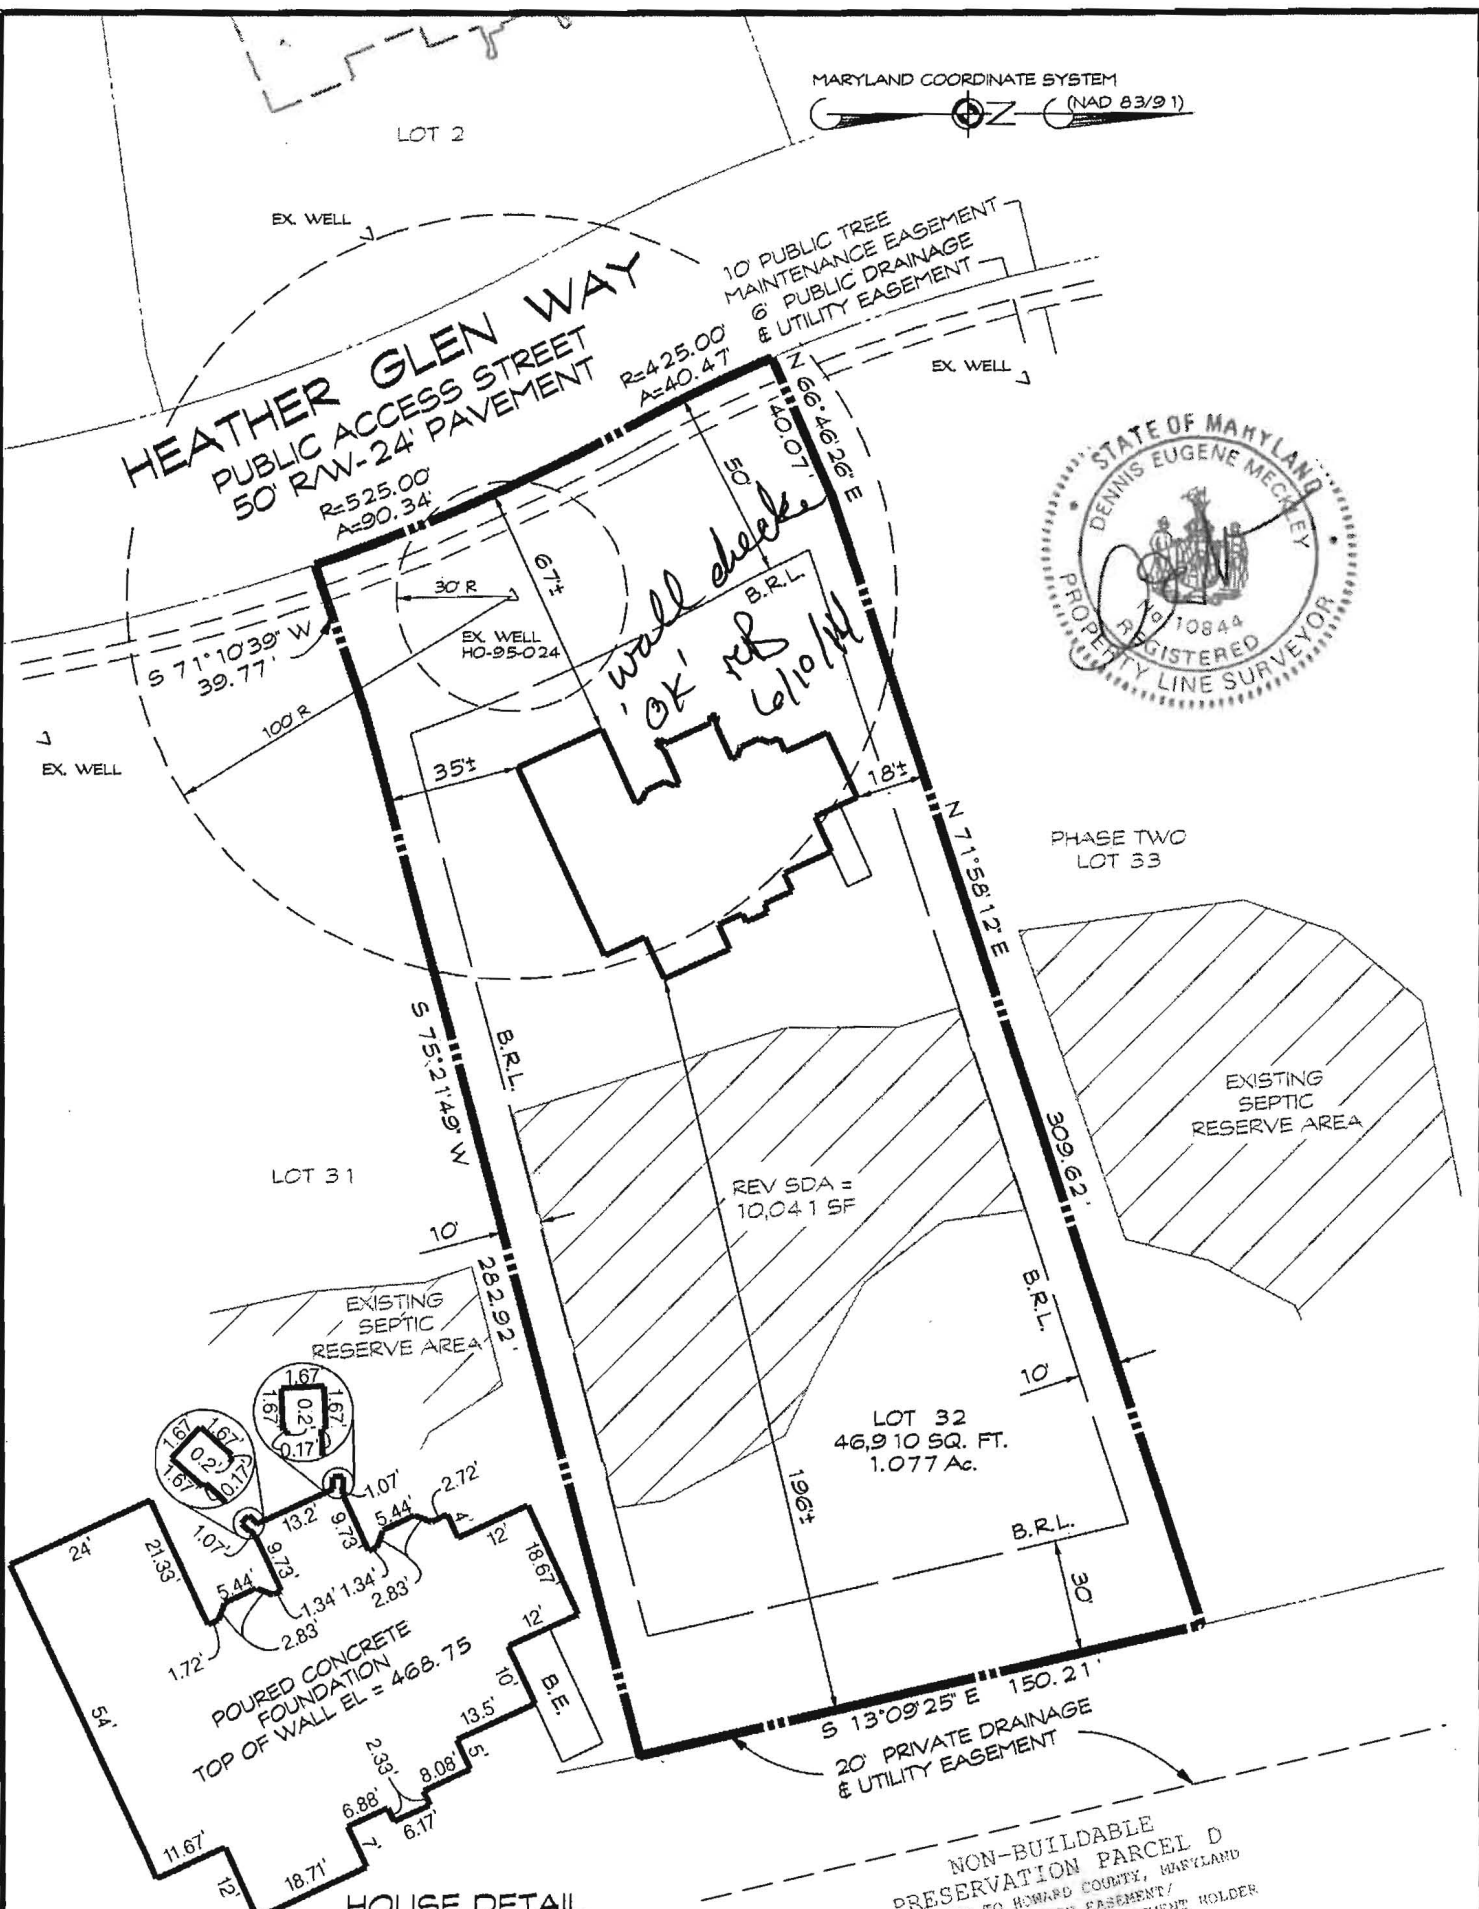 MARYLAND COORDINATE SYSTEM
(NAD 83/91)
N
LOT 2
EX. WELL
10' PUBLIC TREE
MAINTENANCE EASEMENT
6' PUBLIC DRAINAGE
& UTILITY EASEMENT
HEATHER GLEN WAY
PUBLIC ACCESS STREET
50' R/W-24' PAVEMENT
R=425.00'
A=40.47'
R=525.00'
A=90.34'
EX. WELL
N 66°46'26" E
40.07'
STATE OF MARYLAND
DENNIS EUGENE MECKLEY
No. 10844
REGISTERED
PROPERTY LINE SURVEYOR
50'
67'±
30' R
EX. WELL
HO-95-024
B.R.L.
wall check
'OK'
6/10/14
S 71°10'39" W
39.77'
100' R
EX. WELL
35'±
18'±
N 71°58'12" E
309.62'
PHASE TWO
LOT 33
S 75°21'49" W
282.92'
B.R.L.
EXISTING
SEPTIC
RESERVE AREA
LOT 31
REV SDA =
10,041 SF
10'
EXISTING
SEPTIC
RESERVE AREA
B.R.L.
10'
LOT 32
46,910 SQ. FT.
1.077 Ac.
196'±
B.R.L.
30'
S 13°09'25" E 150.21'
20' PRIVATE DRAINAGE
& UTILITY EASEMENT
1.67'
1.67'
1.67'
0.2'
0.17'
1.67'
1.67'
1.67'
0.2'
0.17'
1.07'
2.72'
13.2'
9.73'
5.44'
4'
12'
24'
21.33'
1.07'
9.73'
5.44'
1.34'
1.34'
2.83'
18.67'
1.72'
2.83'
12'
POURED CONCRETE
FOUNDATION
TOP OF WALL EL = 468.75
10'
B.E.
54'
13.5'
5'
2.33'
8.08'
6.88'
6.17'
7'
11.67'
12'
18.71'
HOUSE DETAIL
NON-BUILDABLE
PRESERVATION PARCEL D
TO HOWARD COUNTY, MARYLAND
EASEMENT/
HOLDER